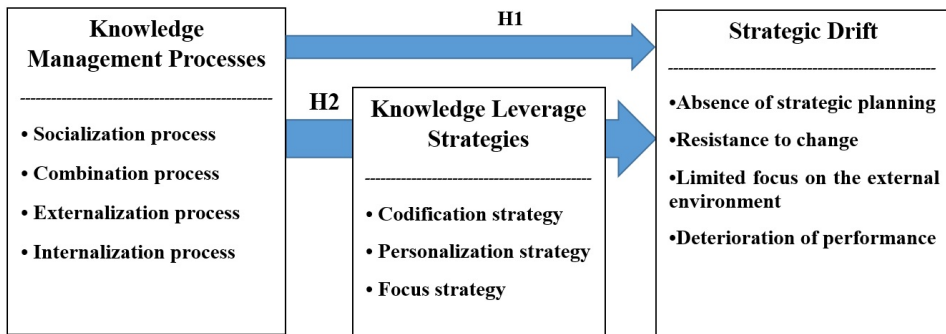 Knowledge
Management Processes
• Socialization process
• Combination process
• Externalization process
• Internalization process
H1
H2
Knowledge Leverage
Strategies
• Codification strategy
• Personalization strategy
• Focus strategy
Strategic Drift
•Absence of strategic planning
•Resistance to change
•Limited focus on the external
environment
•Deterioration of performance